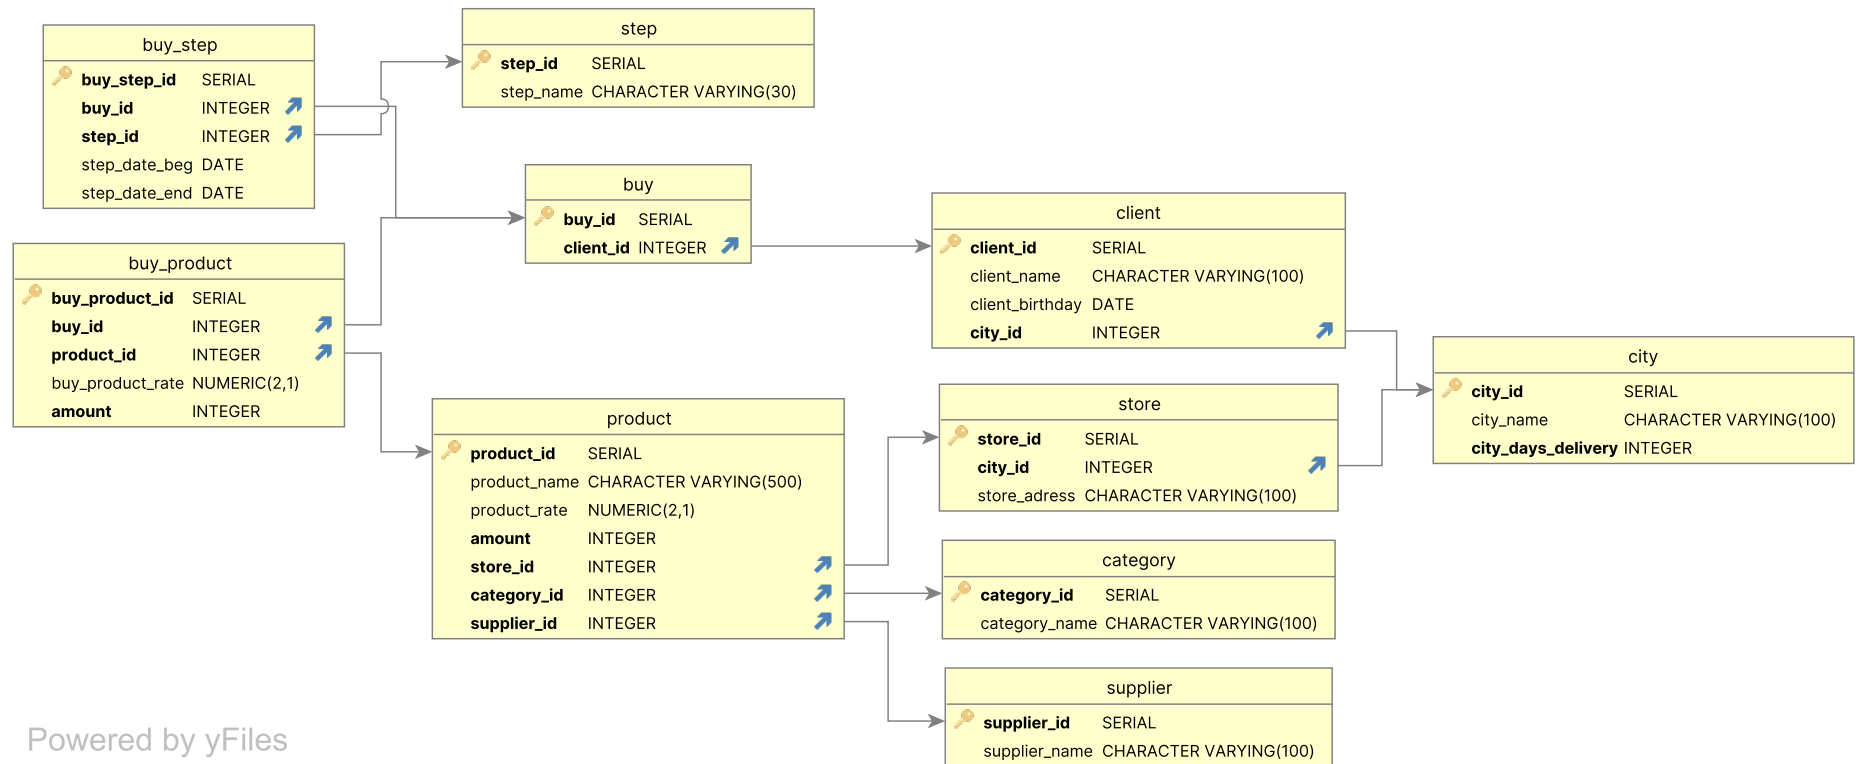 buy_step
buy_step_id SERIAL
buy_id INTEGER
step_id INTEGER
step_date_beg DATE
step_date_end DATE
step
step_id SERIAL
step_name CHARACTER VARYING(30)
buy
buy_id SERIAL
client_id INTEGER
client
client_id SERIAL
client_name CHARACTER VARYING(100)
client_birthday DATE
city_id INTEGER
buy_product
buy_product_id SERIAL
buy_id INTEGER
product_id INTEGER
buy_product_rate NUMERIC(2,1)
amount INTEGER
city
city_id SERIAL
city_name CHARACTER VARYING(100)
city_days_delivery INTEGER
product
product_id SERIAL
product_name CHARACTER VARYING(500)
product_rate NUMERIC(2,1)
amount INTEGER
store_id INTEGER
category_id INTEGER
supplier_id INTEGER
store
store_id SERIAL
city_id INTEGER
store_adress CHARACTER VARYING(100)
category
category_id SERIAL
category_name CHARACTER VARYING(100)
supplier
supplier_id SERIAL
supplier_name CHARACTER VARYING(100)
Powered by yFiles